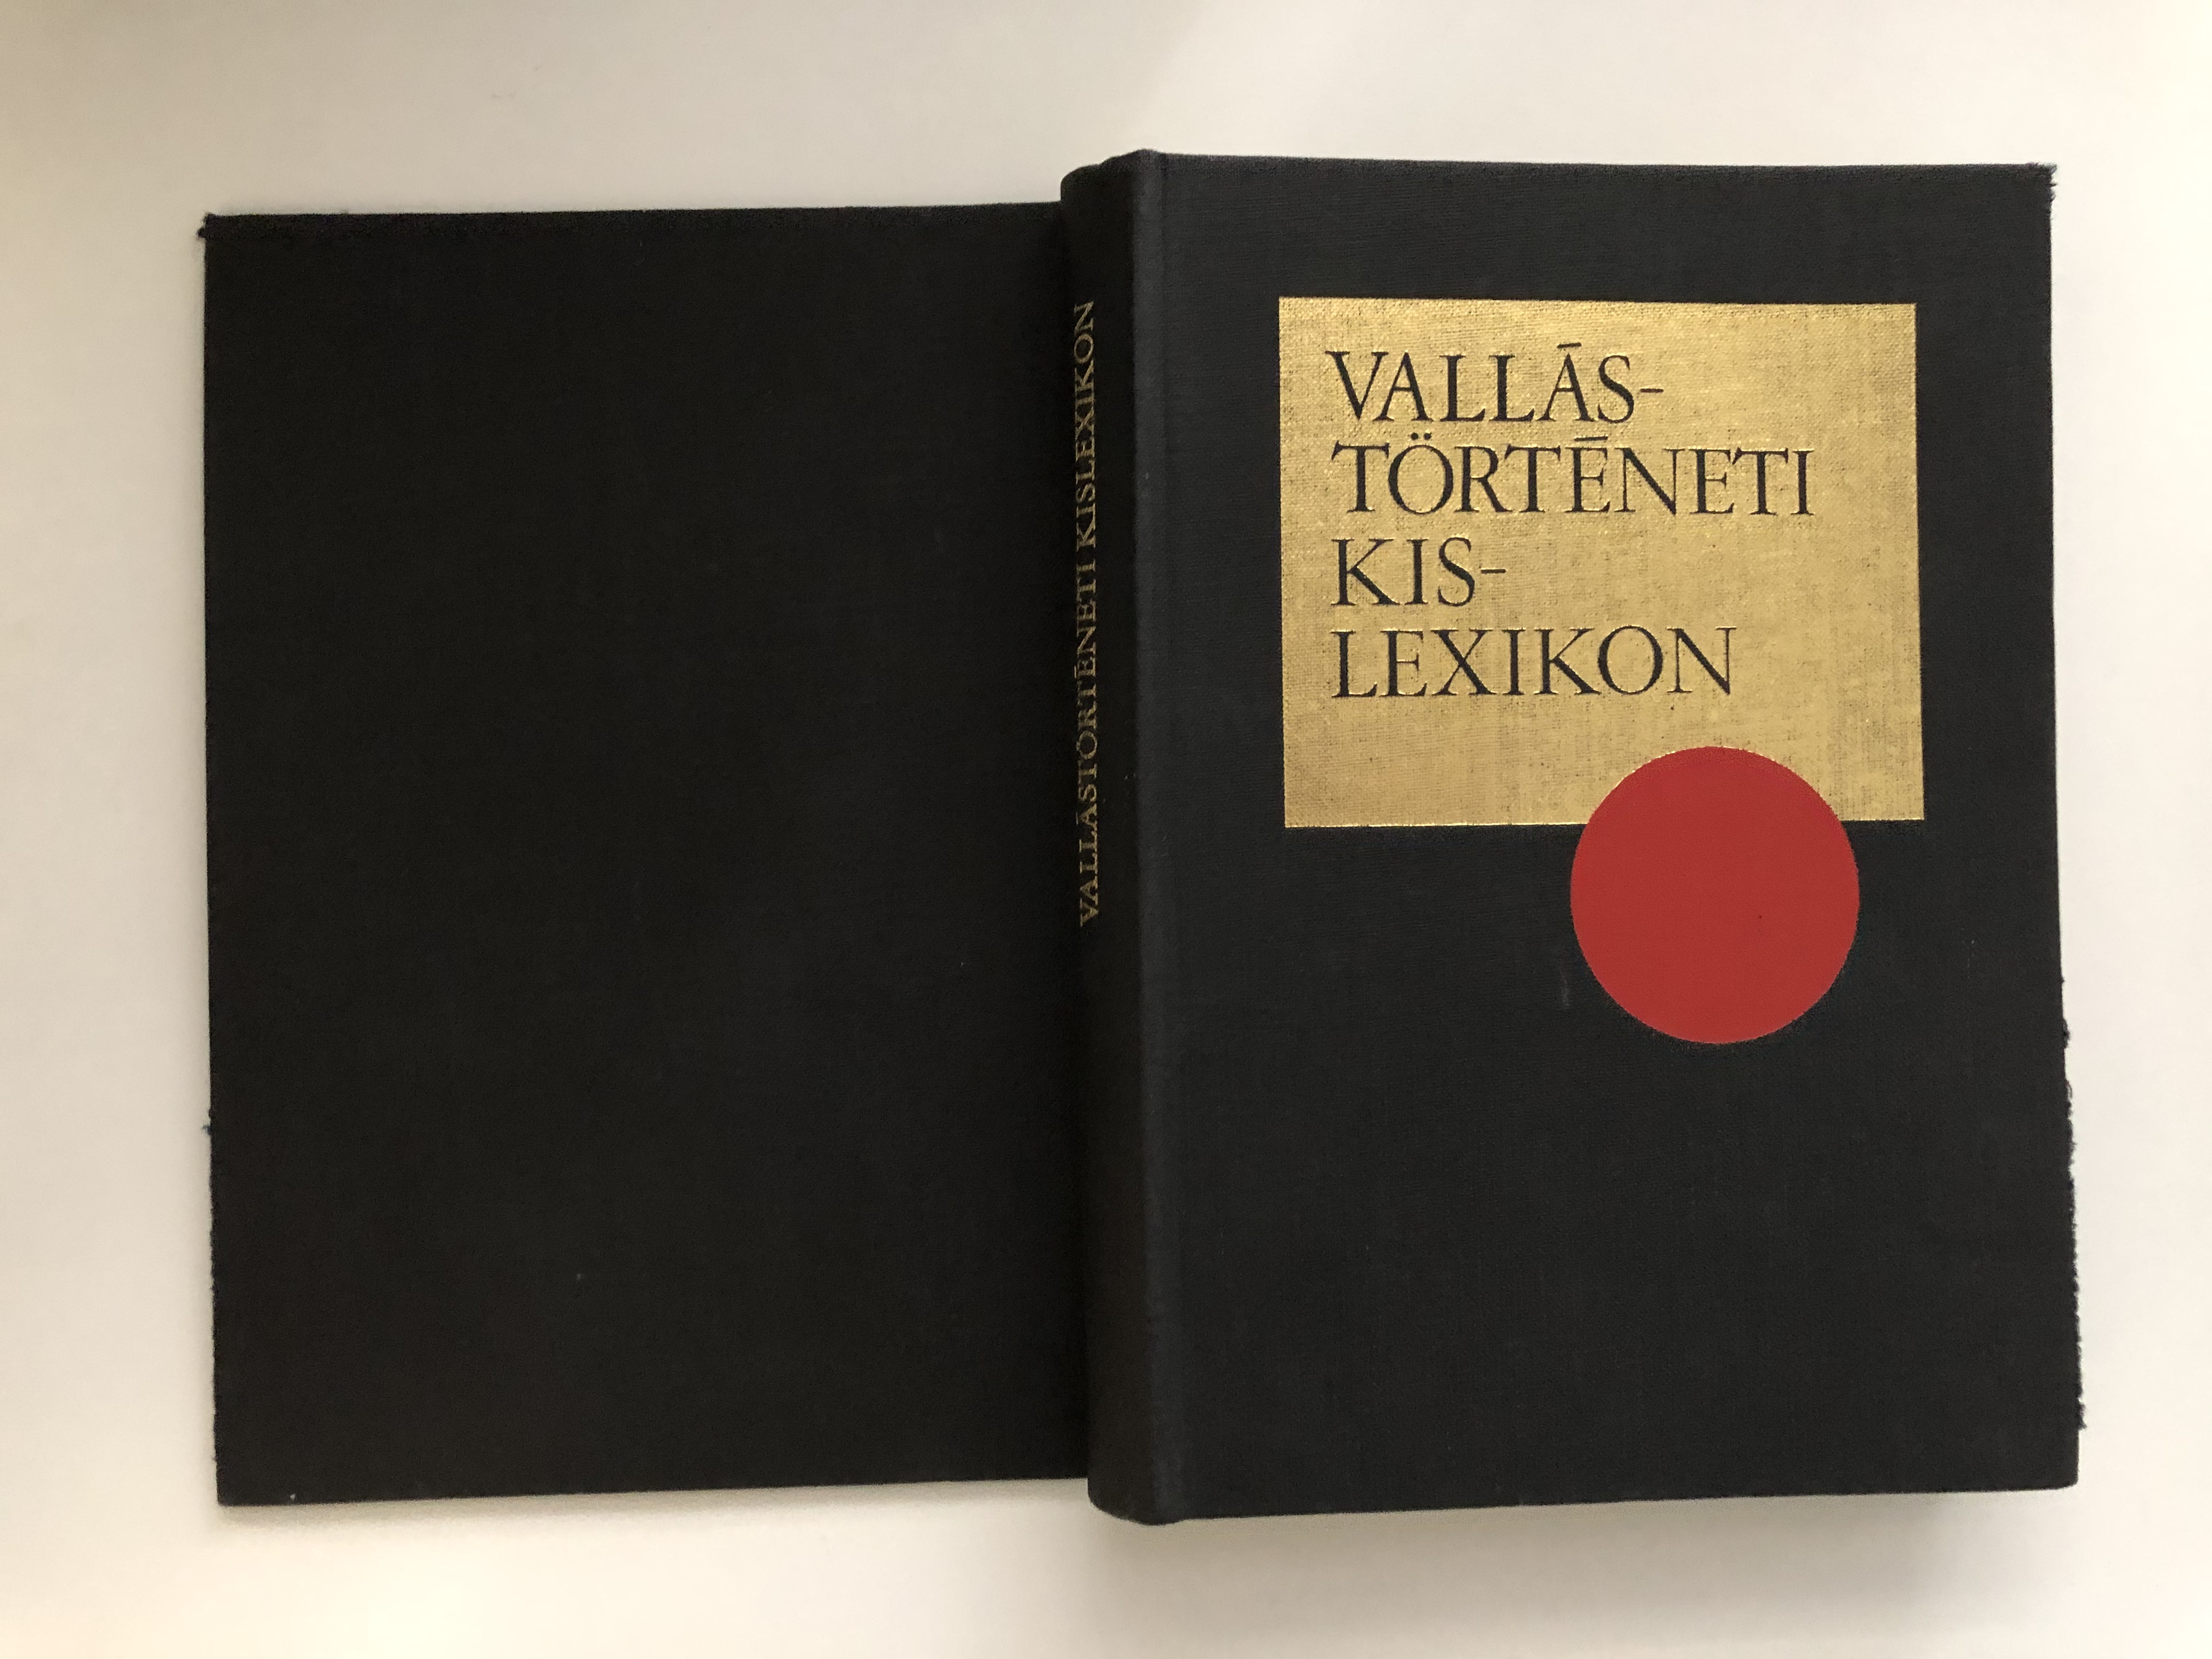 VALLÁSTÖRTÉNETI KISLEXIKON
VALLÁS-
TÖRTÉNETI
KIS-
LEXIKON